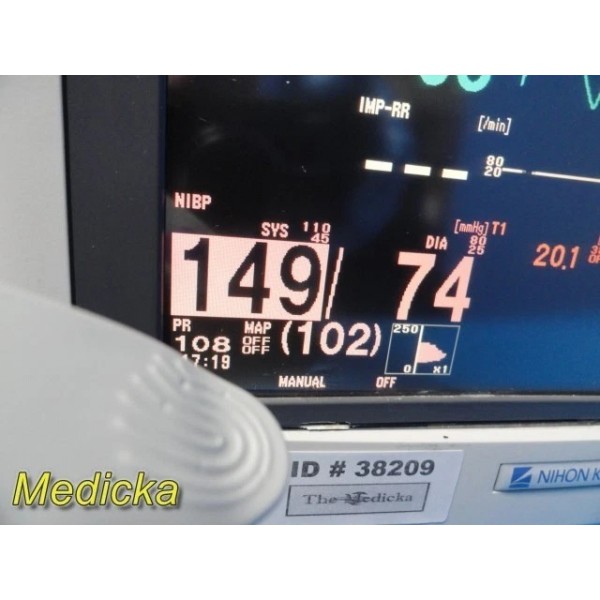 IMP-RR
[/min]
80
20
NIBP
SYS 110
45
DIA [mmHg] 80
25
T1
149/ 74
20.1
PR 108
MAP OFF
OFF
(102)
250
0 x1
17:19
MANUAL OFF
ID # 38209
The Medicka
Medicka
NIHON K